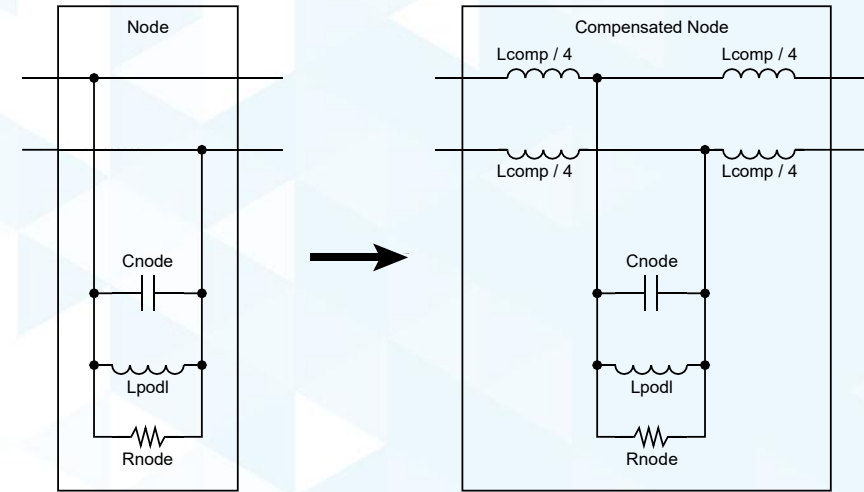 Node
Cnode
Lpodl
Rnode
Compensated Node
Lcomp / 4
Lcomp / 4
Lcomp / 4
Lcomp / 4
Cnode
Lpodl
Rnode